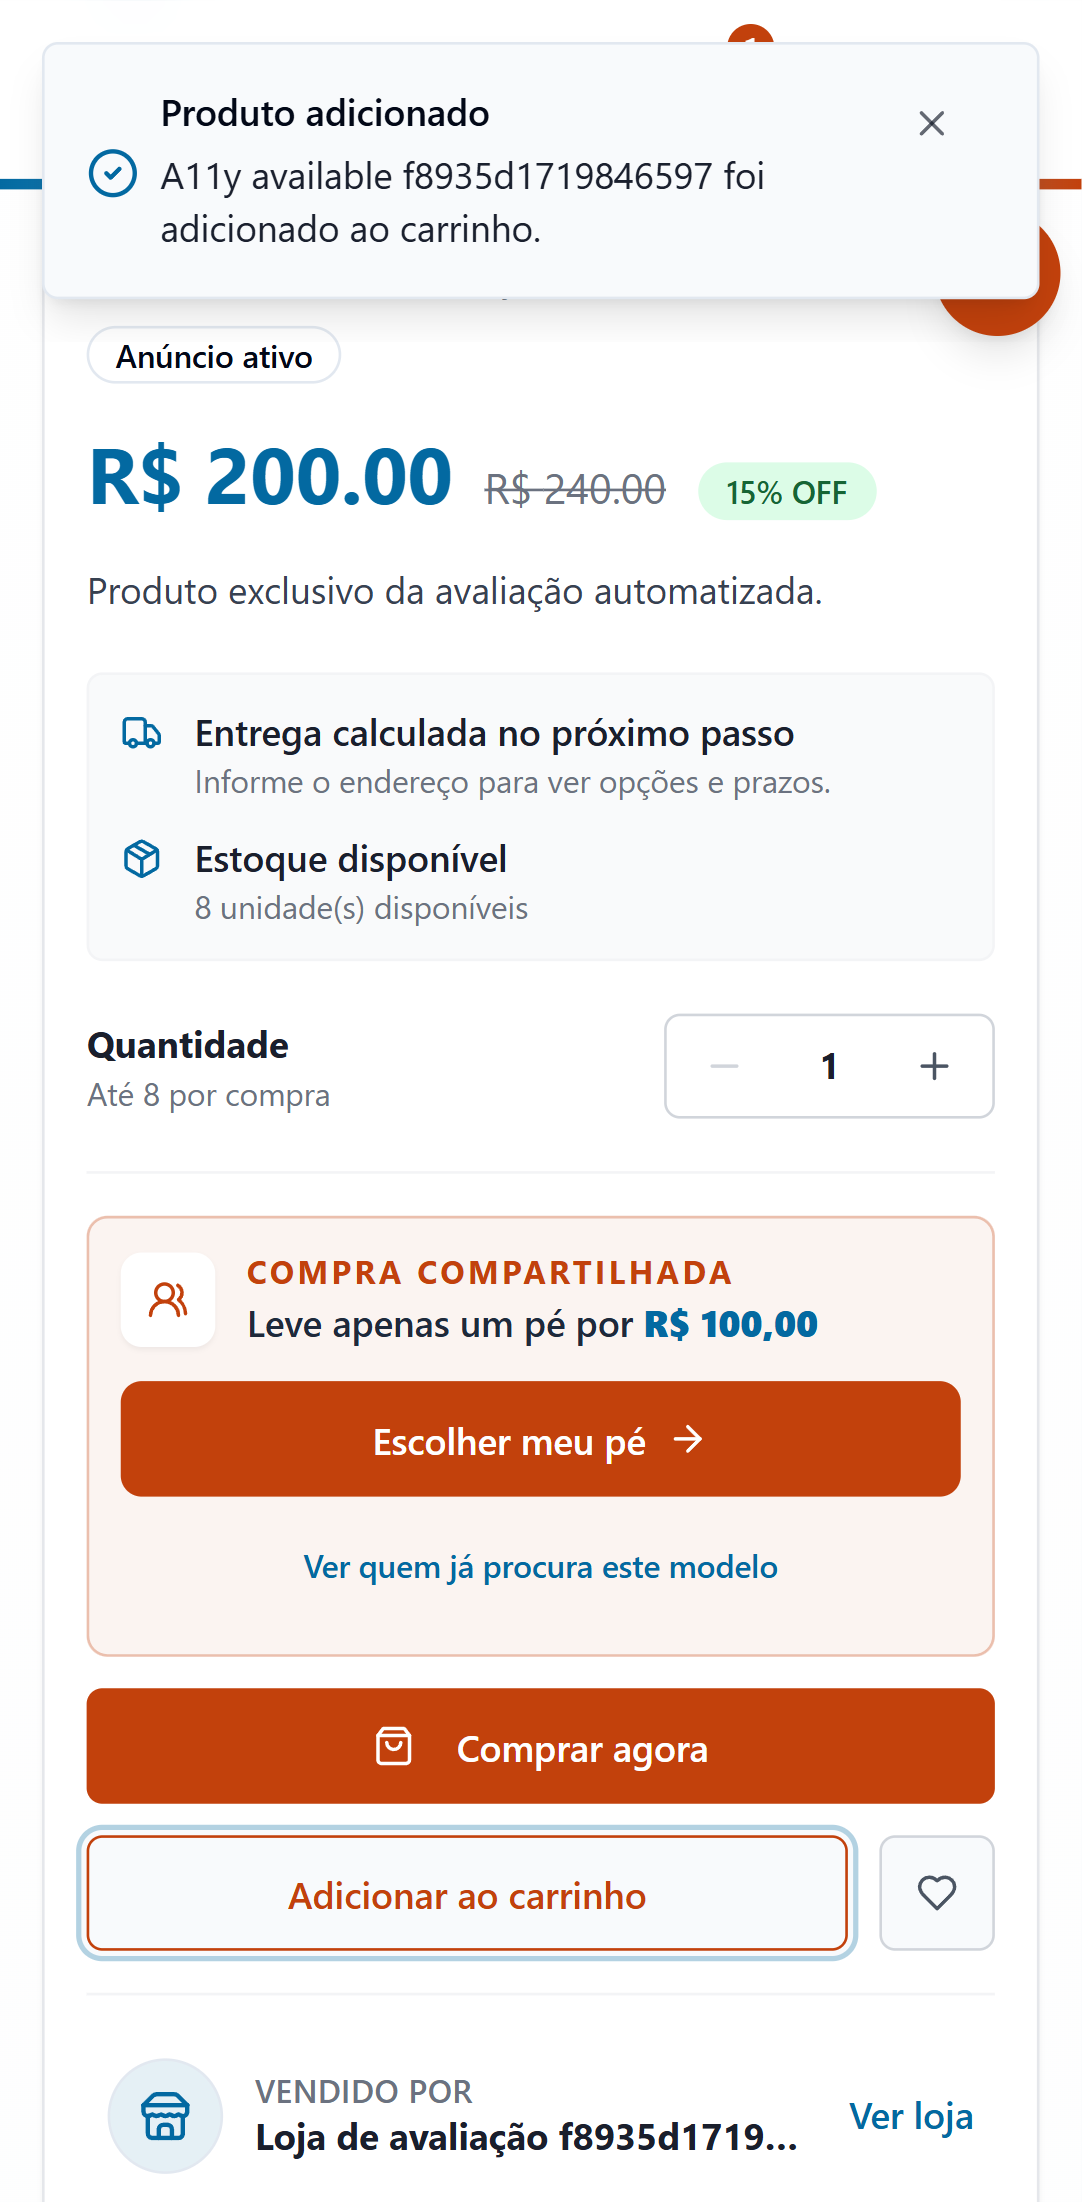 Produto adicionado
A11y available f8935d1719846597 foi
adicionado ao carrinho.
Anúncio ativo
R$ 200.00 R$ 240.00 15% OFF
Produto exclusivo da avaliação automatizada.
Entrega calculada no próximo passo
Informe o endereço para ver opções e prazos.
Estoque disponível
8 unidade(s) disponíveis
Quantidade
Até 8 por compra
1
COMPRA COMPARTILHADA
Leve apenas um pé por R$ 100,00
Escolher meu pé
Ver quem já procura este modelo
Comprar agora
Adicionar ao carrinho
VENDIDO POR
Loja de avaliação f8935d1719...
Ver loja